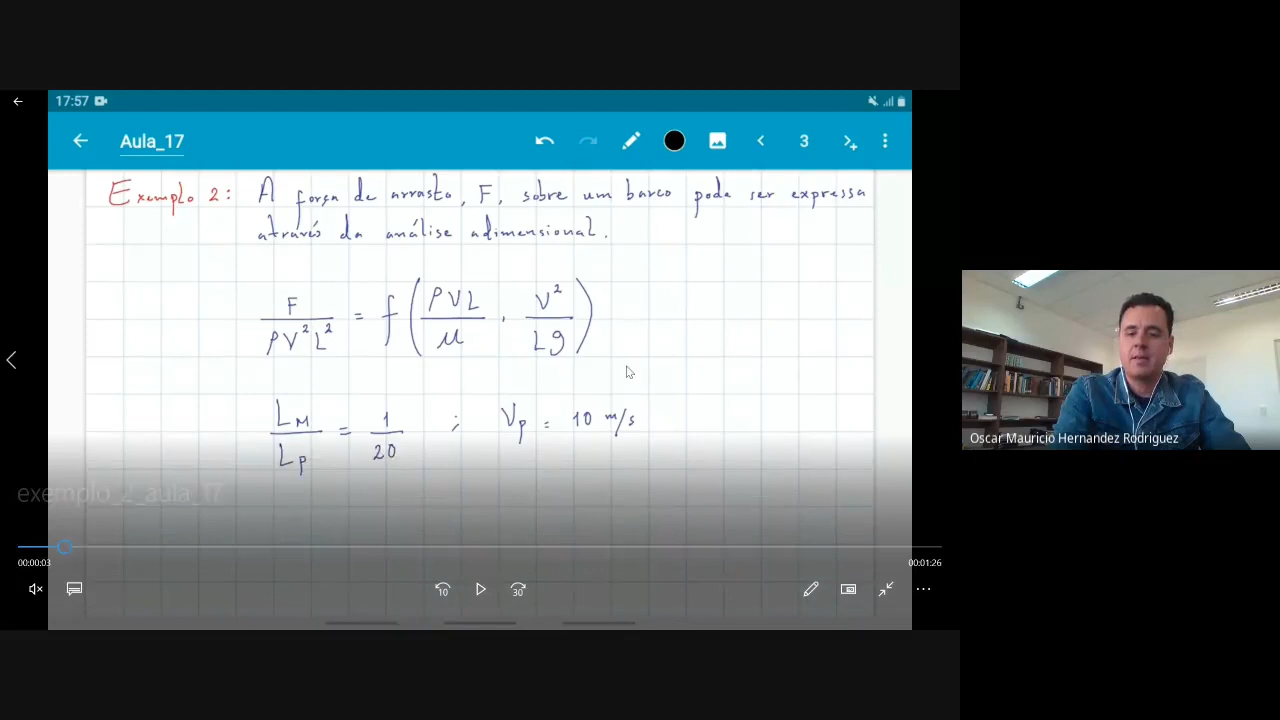 17:57
Aula_17
3
Exemplo 2: A força de arrasto, F, sobre um barco pode ser expressa
através da análise adimensional.
F / ρV²L² = f( ρVL / μ , V² / Lg )
L_M / L_P = 1 / 20 ; V_p = 10 m/s
exemplo_2_aula_17
00:00:03
00:01:26
10
30
Oscar Mauricio Hernandez Rodriguez